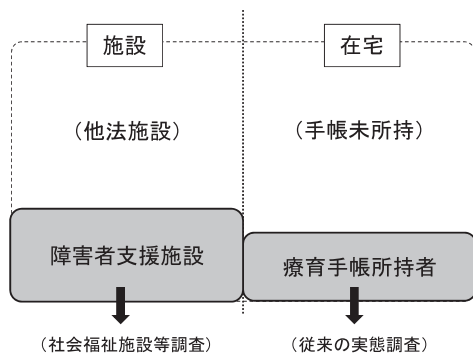 施設
在宅
（他法施設）
（手帳未所持）
障害者支援施設
療育手帳所持者
（社会福祉施設等調査）
（従来の実態調査）